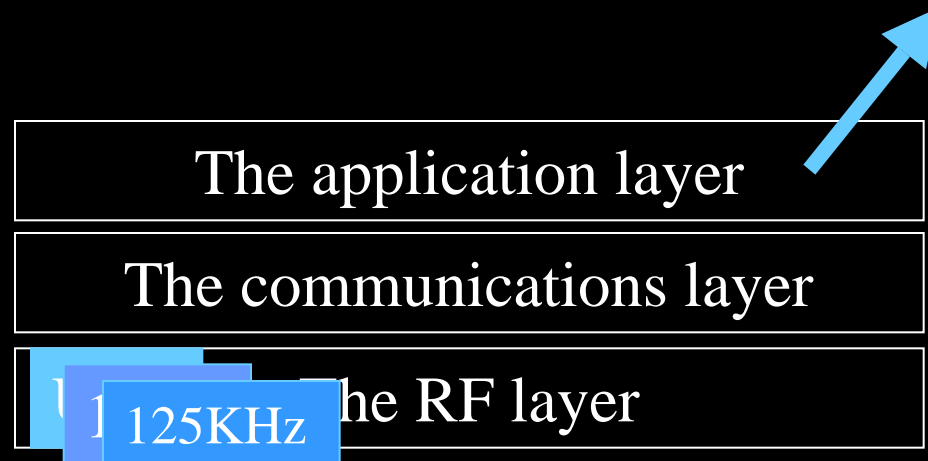 The application layer
The communications layer
The RF layer
125KHz